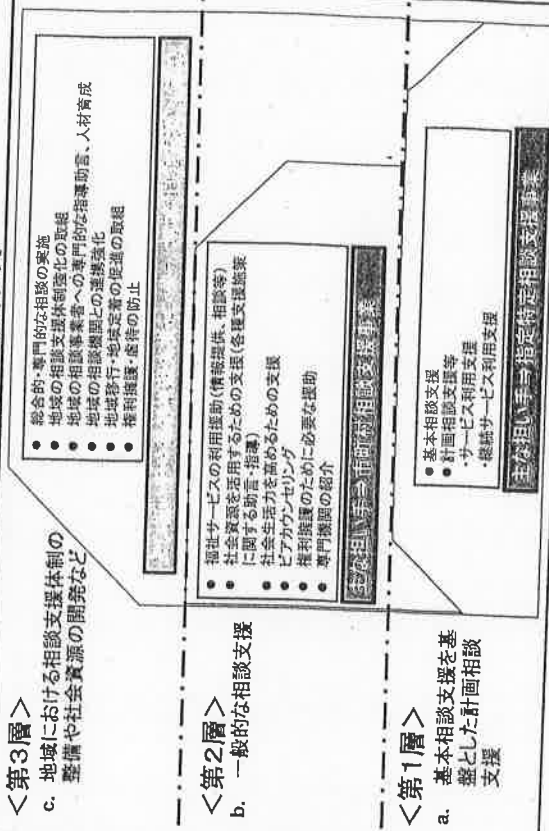 <第3層>
c. 地域における相談支援体制の
整備や社会資源の開発など
● 総合的・専門的な相談の実施
● 地域の相談支援体制強化の取組
● 地域の相談事業者への専門的な指導助言、人材育成
● 地域の相談機関との連携強化
● 地域移行・地域定着の促進の取組
● 権利擁護・虐待の防止
<第2層>
b. 一般的な相談支援
● 福祉サービスの利用援助(情報提供、相談等)
● 社会資源を活用するための支援(各種支援施策
に関する助言・指導)
● 社会生活力を高めるための支援
● ピアカウンセリング
● 権利擁護のために必要な援助
● 専門機関の紹介
主な担い手⇒市町村相談支援事業
<第1層>
a. 基本相談支援を基
盤とした計画相談
支援
● 基本相談支援
● 計画相談支援等
・サービス利用支援
・継続サービス利用支援
主な担い手⇒指定特定相談支援事業